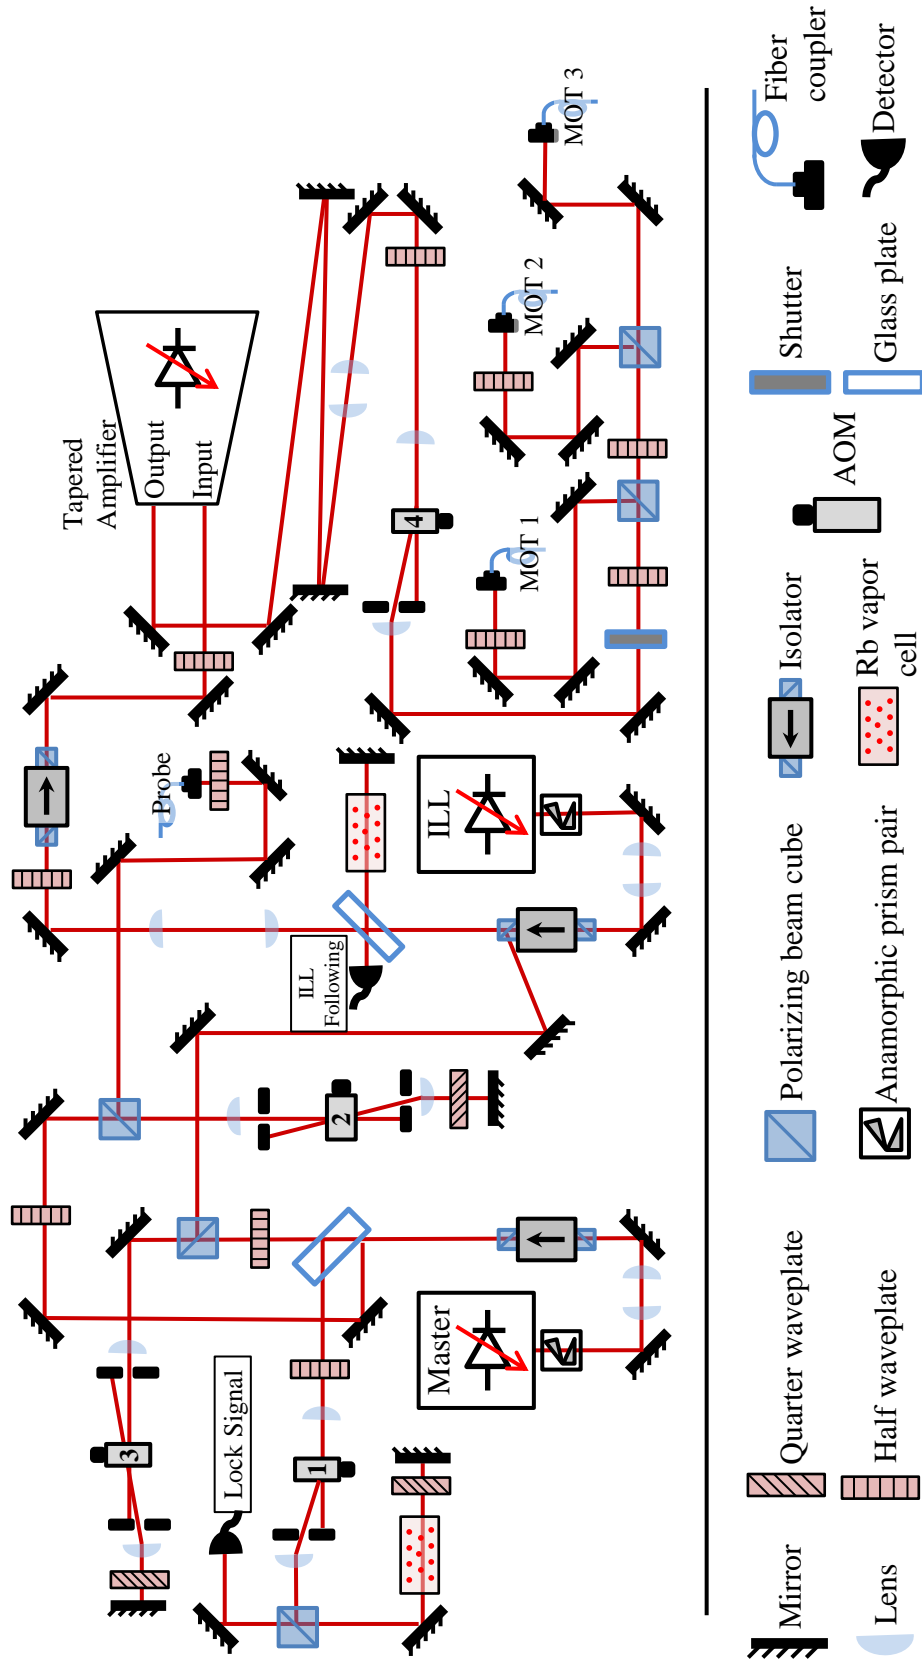 Tapered
Amplifier
Output
Input
Probe
ILL
Following
ILL
MOT 1
MOT 2
MOT 3
4
3
2
1
Lock Signal
Master
Mirror
Quarter waveplate
Polarizing beam cube
Isolator
AOM
Shutter
Fiber
coupler
Lens
Half waveplate
Anamorphic prism pair
Rb vapor
cell
Glass plate
Detector